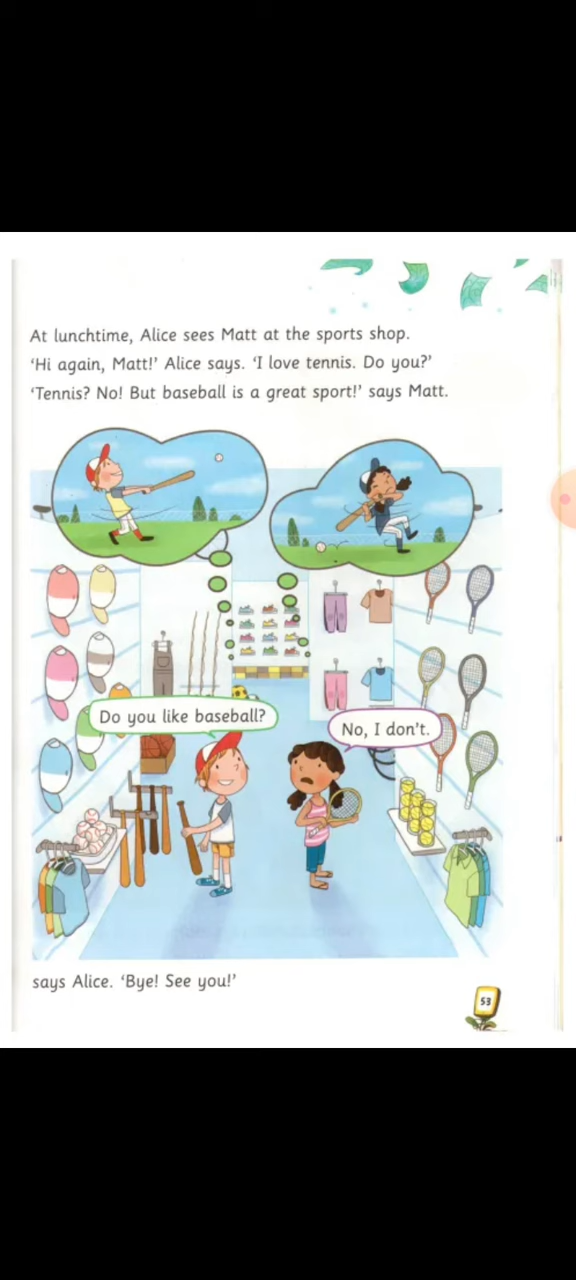 At lunchtime, Alice sees Matt at the sports shop.
‘Hi again, Matt!’ Alice says. ‘I love tennis. Do you?’
‘Tennis? No! But baseball is a great sport!’ says Matt.
Do you like baseball?
No, I don’t.
says Alice. ‘Bye! See you!’
53